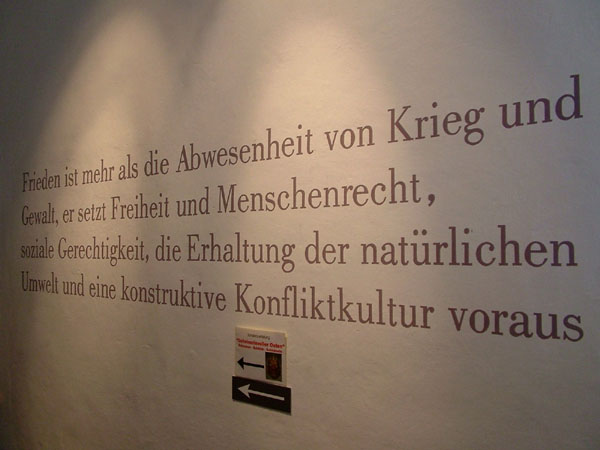 Frieden ist mehr als die Abwesenheit von Krieg und
Gewalt, er setzt Freiheit und Menschenrecht,
soziale Gerechtigkeit, die Erhaltung der natürlichen
Umwelt und eine konstruktive Konfliktkultur voraus